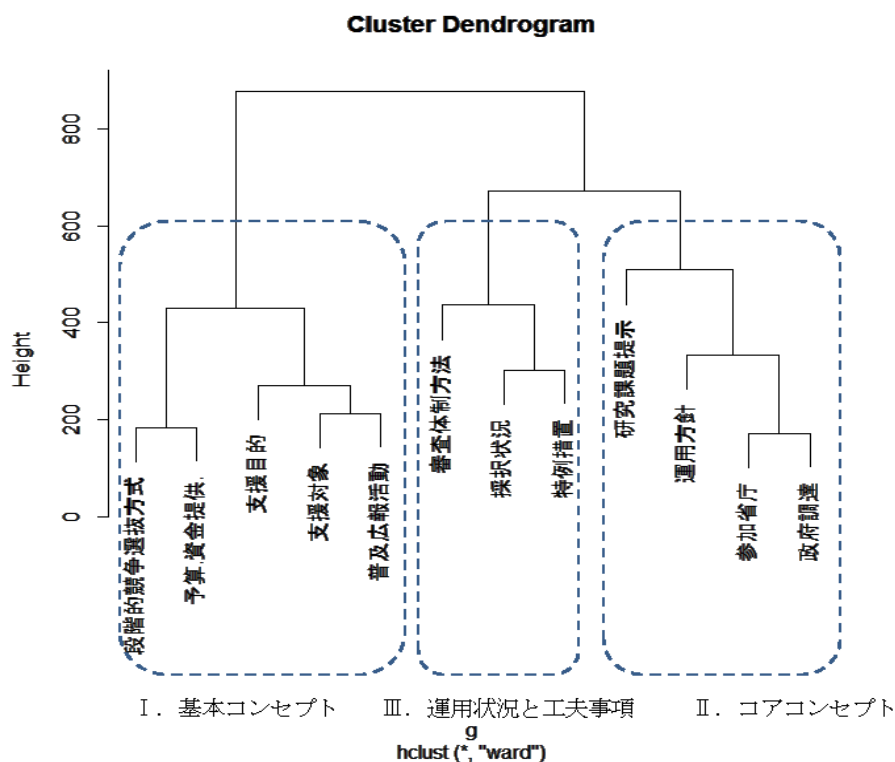 Cluster Dendrogram
Height
800
600
400
200
0
段階的競争選抜方式
予算,資金提供,
支援目的
支援対象
普及広報活動
審査体制方法
採択状況
特例措置
研究課題提示
運用方針
参加省庁
政府調達
Ⅰ．基本コンセプト
Ⅲ．運用状況と工夫事項
Ⅱ．コアコンセプト
g
hclust (*, "ward")